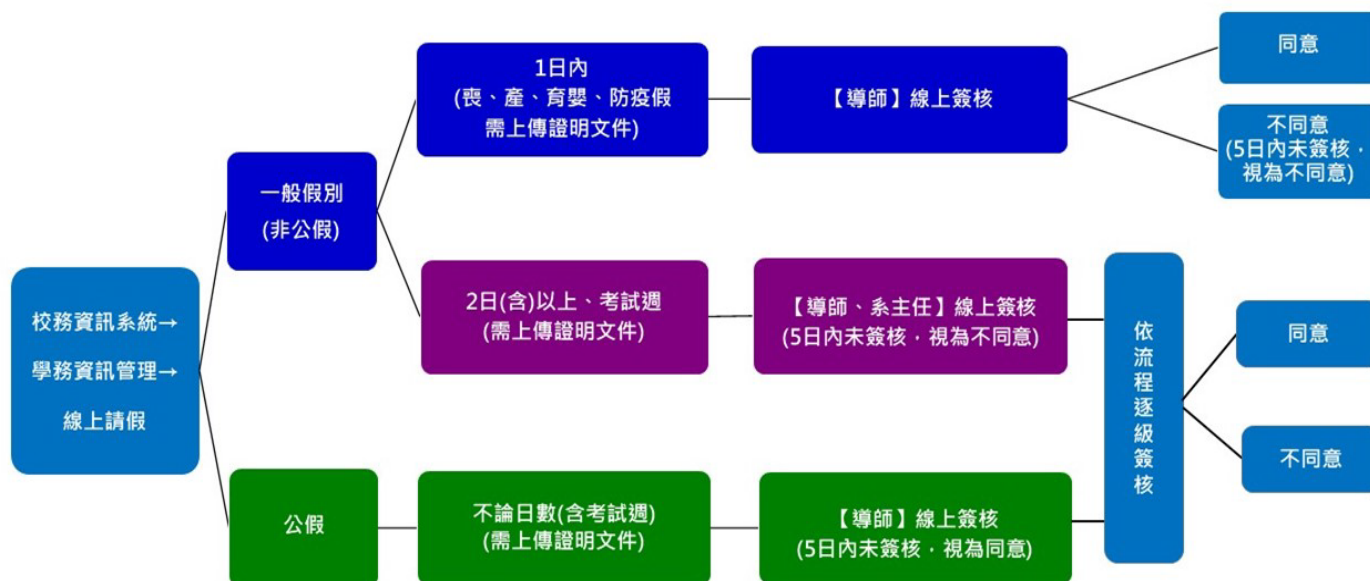 校務資訊系統→
學務資訊管理→
線上請假
一般假別
(非公假)
1日內
(喪、產、育嬰、防疫假
需上傳證明文件)
【導師】線上簽核
同意
不同意
(5日內未簽核，
視為不同意)
2日(含)以上、考試週
(需上傳證明文件)
【導師、系主任】線上簽核
(5日內未簽核，視為不同意)
公假
不論日數(含考試週)
(需上傳證明文件)
【導師】線上簽核
(5日內未簽核，視為同意)
依流程逐級簽核
同意
不同意